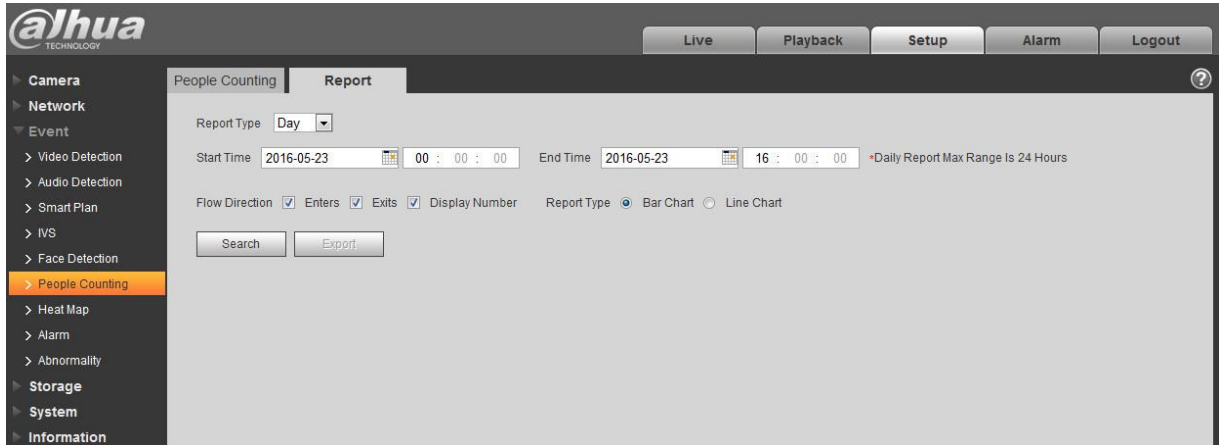 alhua
TECHNOLOGY
Live Playback Setup Alarm Logout
Camera
Network
Event
Video Detection
Audio Detection
Smart Plan
IVS
Face Detection
People Counting
Heat Map
Alarm
Abnormality
Storage
System
Information
People Counting Report
Report Type Day
Start Time 2016-05-23 00 : 00 : 00 End Time 2016-05-23 16 : 00 : 00 *Daily Report Max Range Is 24 Hours
Flow Direction Enters Exits Display Number Report Type Bar Chart Line Chart
Search Export